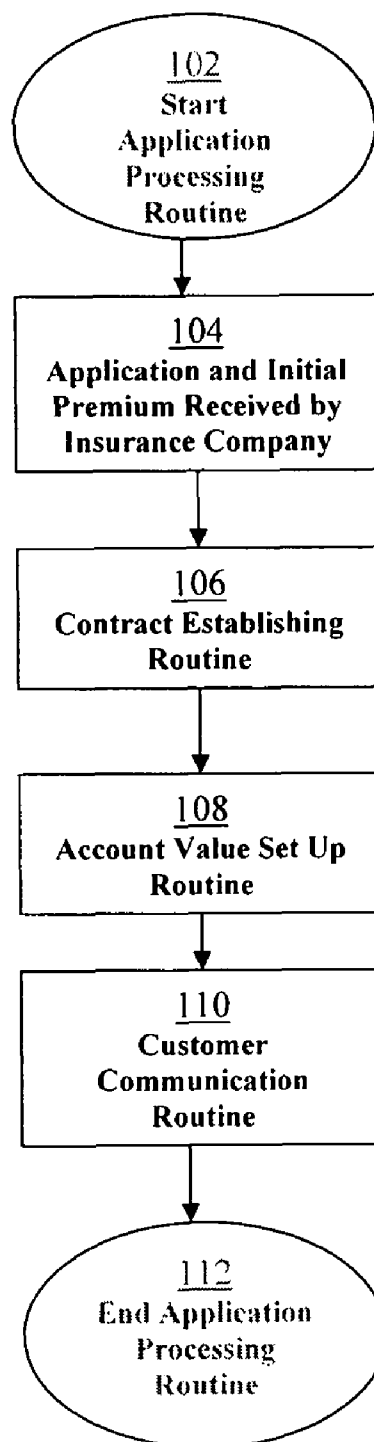 102
Start
Application
Processing
Routine
104
Application and Initial
Premium Received by
Insurance Company
106
Contract Establishing
Routine
108
Account Value Set Up
Routine
110
Customer
Communication
Routine
112
End Application
Processing
Routine